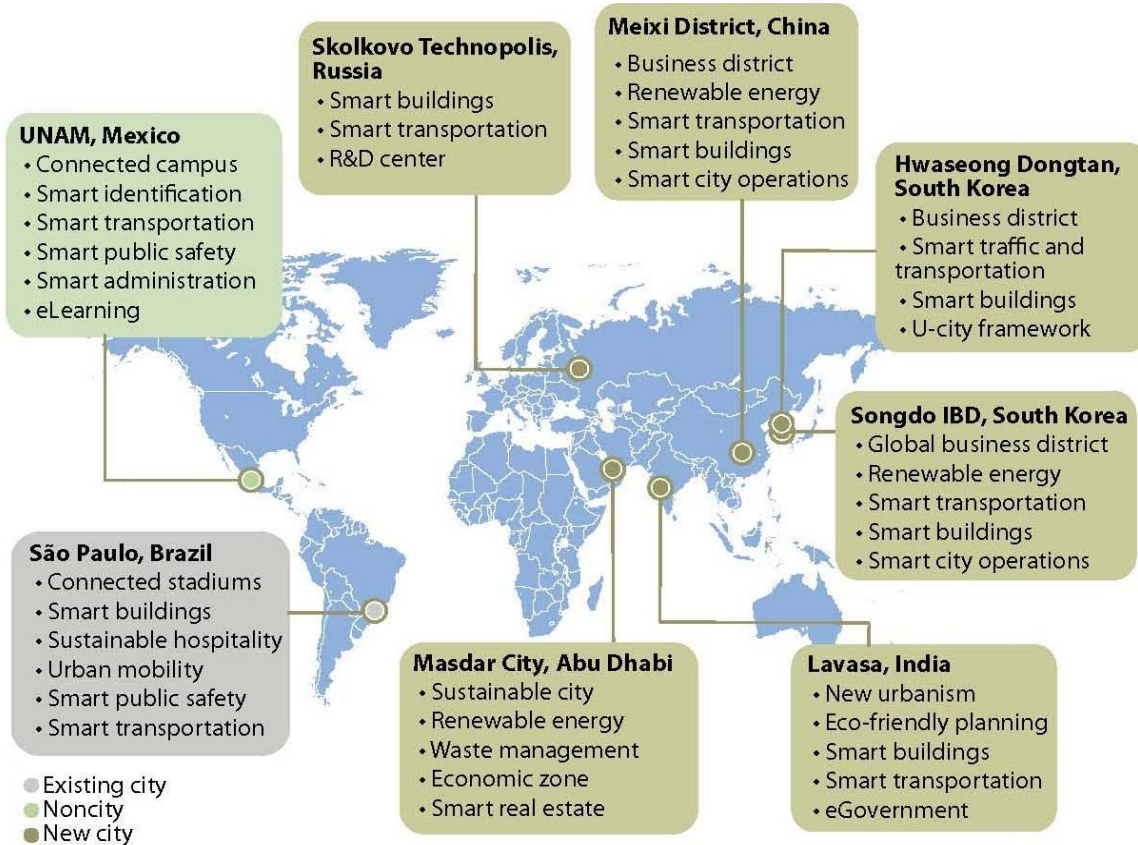 UNAM, Mexico
• Connected campus
• Smart identification
• Smart transportation
• Smart public safety
• Smart administration
• eLearning
Skolkovo Technopolis,
Russia
• Smart buildings
• Smart transportation
• R&D center
Meixi District, China
• Business district
• Renewable energy
• Smart transportation
• Smart buildings
• Smart city operations
Hwaseong Dongtan,
South Korea
• Business district
• Smart traffic and
transportation
• Smart buildings
• U-city framework
Songdo IBD, South Korea
• Global business district
• Renewable energy
• Smart transportation
• Smart buildings
• Smart city operations
São Paulo, Brazil
• Connected stadiums
• Smart buildings
• Sustainable hospitality
• Urban mobility
• Smart public safety
• Smart transportation
Masdar City, Abu Dhabi
• Sustainable city
• Renewable energy
• Waste management
• Economic zone
• Smart real estate
Lavasa, India
• New urbanism
• Eco-friendly planning
• Smart buildings
• Smart transportation
• eGovernment
Existing city
Noncity
New city